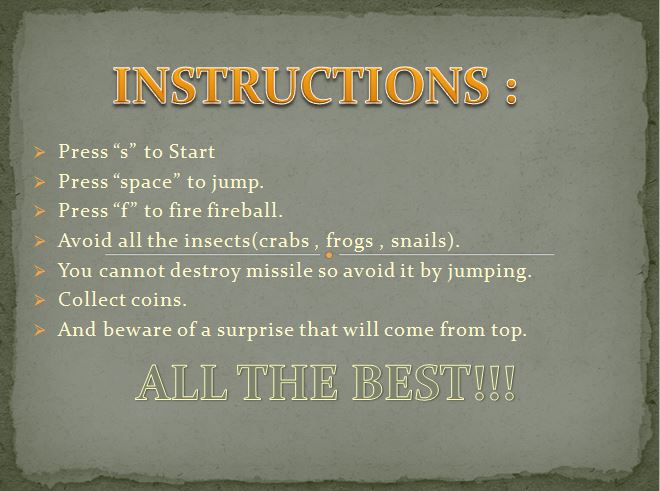 INSTRUCTIONS :
Press “s” to Start
Press “space” to jump.
Press “f” to fire fireball.
Avoid all the insects(crabs , frogs , snails).
You cannot destroy missile so avoid it by jumping.
Collect coins.
And beware of a surprise that will come from top.
ALL THE BEST!!!